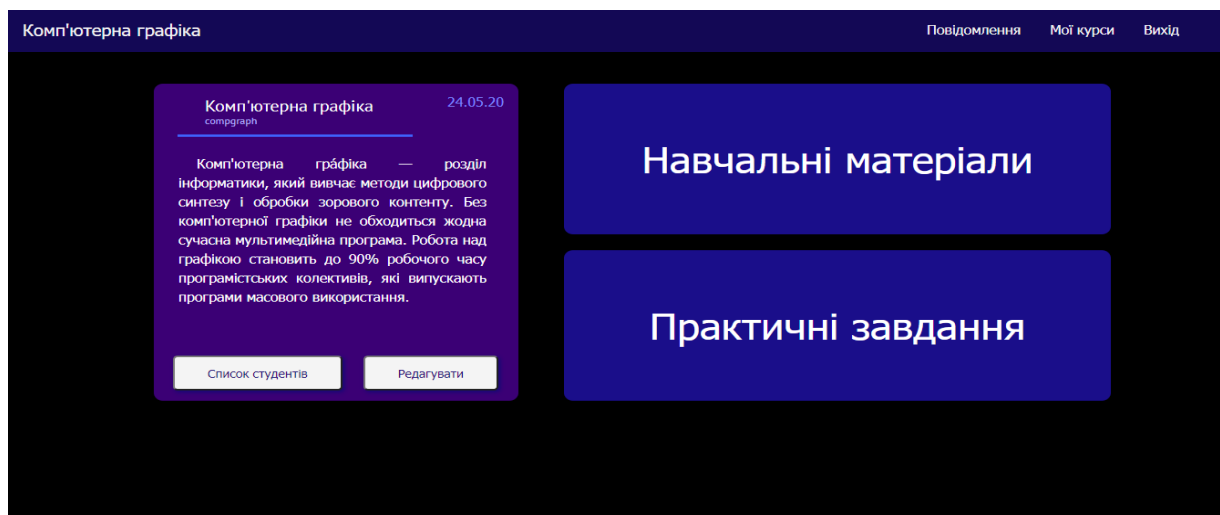 Комп'ютерна графіка
Повідомлення Мої курси Вихід
Комп'ютерна графіка 24.05.20
compgraph
Комп'ютерна гра́фіка — розділ
інформатики, який вивчає методи цифрового
синтезу і обробки зорового контенту. Без
комп'ютерної графіки не обходиться жодна
сучасна мультимедійна програма. Робота над
графікою становить до 90% робочого часу
програмістських колективів, які випускають
програми масового використання.
Список студентів Редагувати
Навчальні матеріали
Практичні завдання